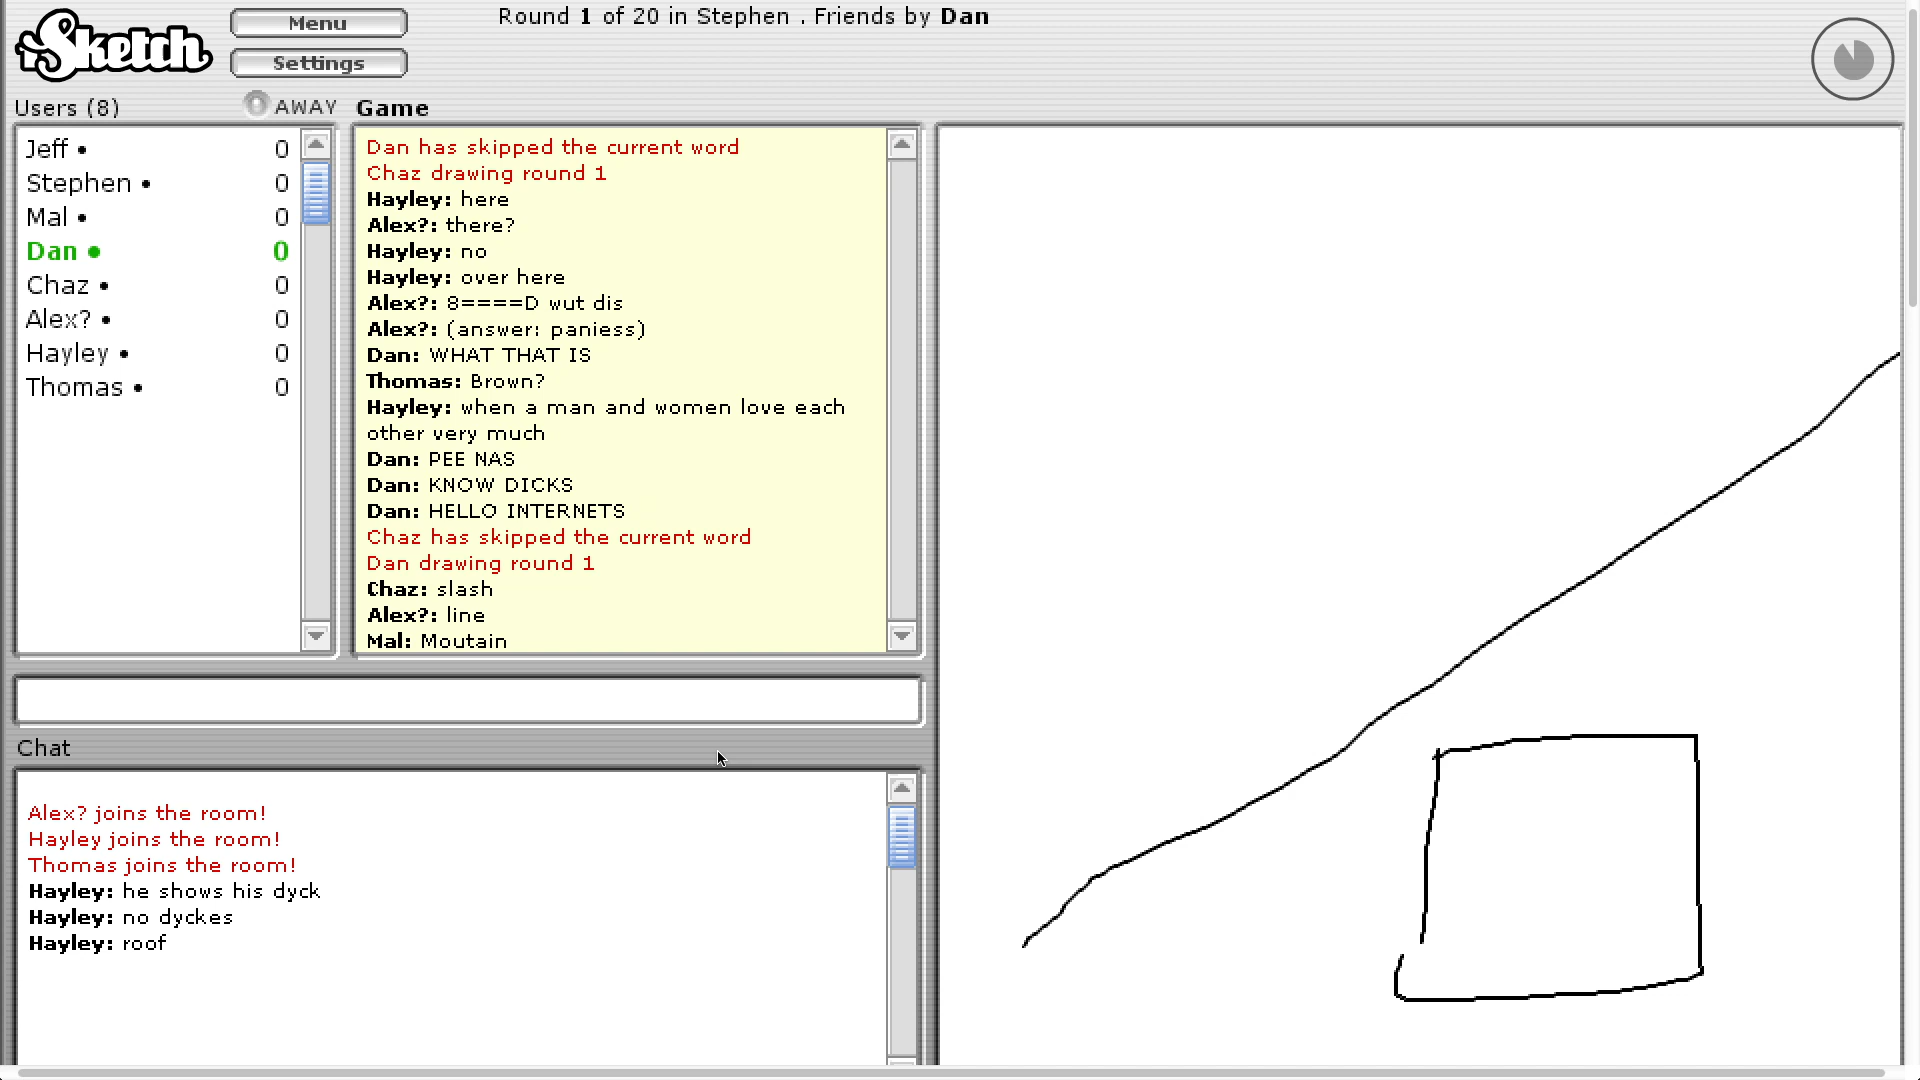 iSketch
Menu
Settings
Round 1 of 20 in Stephen . Friends by Dan
Users (8)
AWAY
Game
Jeff • 0
Stephen • 0
Mal • 0
Dan • 0
Chaz • 0
Alex? • 0
Hayley • 0
Thomas • 0
Dan has skipped the current word
Chaz drawing round 1
Hayley: here
Alex?: there?
Hayley: no
Hayley: over here
Alex?: 8====D wut dis
Alex?: (answer: paniess)
Dan: WHAT THAT IS
Thomas: Brown?
Hayley: when a man and women love each
other very much
Dan: PEE NAS
Dan: KNOW DICKS
Dan: HELLO INTERNETS
Chaz has skipped the current word
Dan drawing round 1
Chaz: slash
Alex?: line
Mal: Moutain
Chat
Alex? joins the room!
Hayley joins the room!
Thomas joins the room!
Hayley: he shows his dyck
Hayley: no dyckes
Hayley: roof